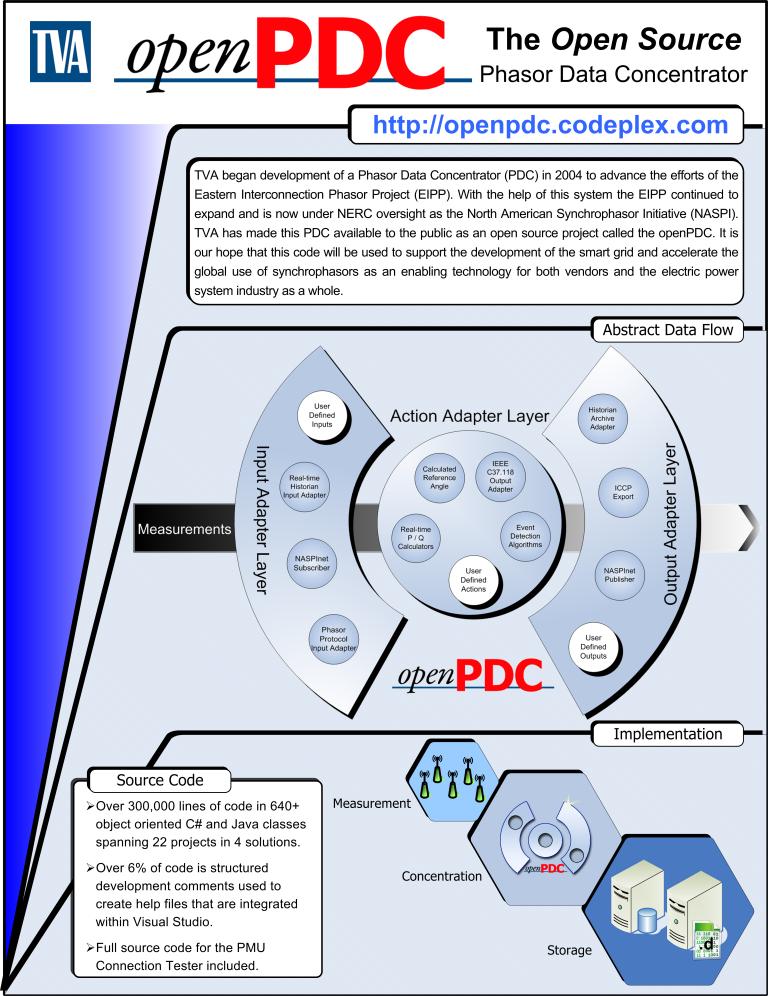 TVA
openPDC
The Open Source
Phasor Data Concentrator
http://openpdc.codeplex.com
TVA began development of a Phasor Data Concentrator (PDC) in 2004 to advance the efforts of the
Eastern Interconnection Phasor Project (EIPP). With the help of this system the EIPP continued to
expand and is now under NERC oversight as the North American Synchrophasor Initiative (NASPI).
TVA has made this PDC available to the public as an open source project called the openPDC. It is
our hope that this code will be used to support the development of the smart grid and accelerate the
global use of synchrophasors as an enabling technology for both vendors and the electric power
system industry as a whole.
Abstract Data Flow
Measurements
Input Adapter Layer
User
Defined
Inputs
Real-time
Historian
Input Adapter
NASPInet
Subscriber
Phasor
Protocol
Input Adapter
Action Adapter Layer
Calculated
Reference
Angle
IEEE
C37.118
Output
Adapter
Real-time
P / Q
Calculators
Event
Detection
Algorithms
User
Defined
Actions
Historian
Archive
Adapter
ICCP
Export
NASPInet
Publisher
User
Defined
Outputs
Output Adapter Layer
openPDC
Implementation
Source Code
➢Over 300,000 lines of code in 640+
object oriented C# and Java classes
spanning 22 projects in 4 solutions.
➢Over 6% of code is structured
development comments used to
create help files that are integrated
within Visual Studio.
➢Full source code for the PMU
Connection Tester included.
Measurement
Concentration
openPDC
Storage
.d